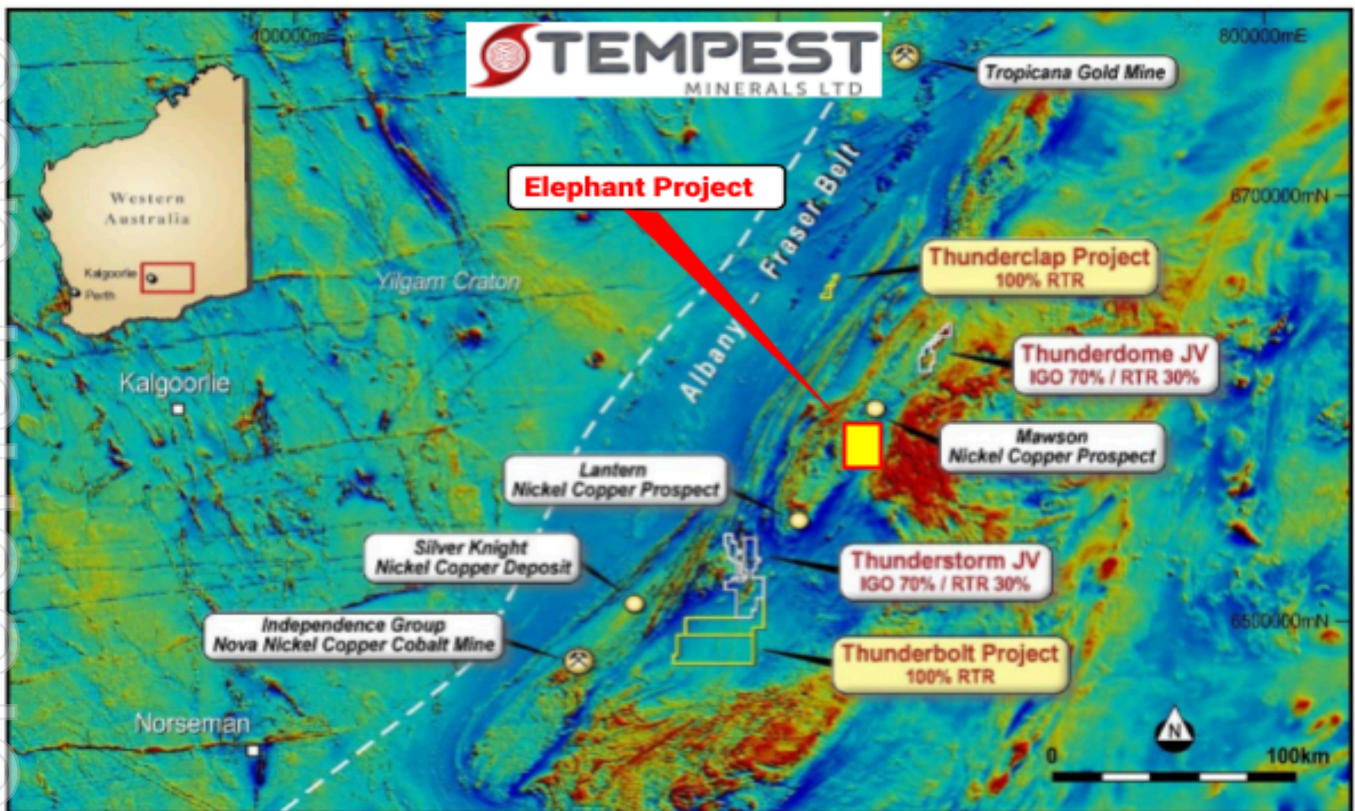 400000mE
800000mE
TEMPEST
MINERALS LTD
Tropicana Gold Mine
Elephant Project
Western
Australia
6700000mN
Albany - Fraser Belt
Thunderclap Project
100% RTR
Kalgoorlie
Perth
Yilgarn Craton
Thunderdome JV
IGO 70% / RTR 30%
Kalgoorlie
Mawson
Nickel Copper Prospect
Lantern
Nickel Copper Prospect
Silver Knight
Nickel Copper Deposit
Thunderstorm JV
IGO 70% / RTR 30%
Independence Group
Nova Nickel Copper Cobalt Mine
6500000mN
Thunderbolt Project
100% RTR
Norseman
N
0
100km